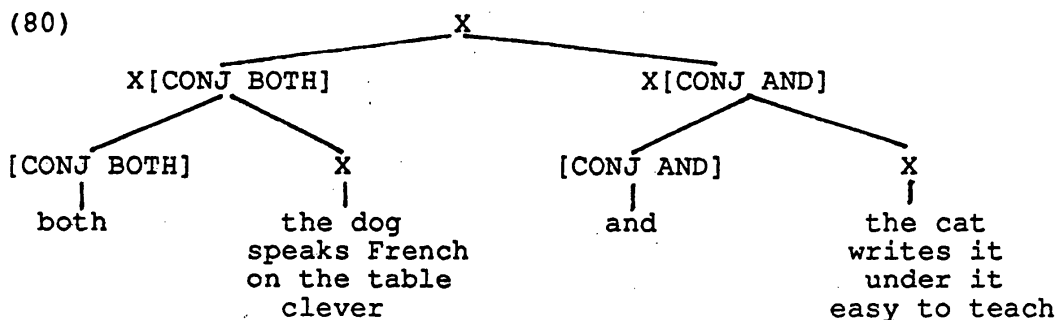 (80) X
X[CONJ BOTH] X[CONJ AND]
[CONJ BOTH] X [CONJ AND] X
both the dog and the cat
speaks French writes it
on the table under it
clever easy to teach